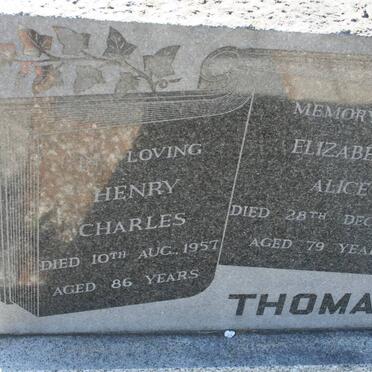 LOVING
HENRY
CHARLES
DIED 10TH AUG., 1957
AGED 86 YEARS
MEMORY
ELIZABE
ALICE
DIED 28TH DEC
AGED 79 YEA
THOMA